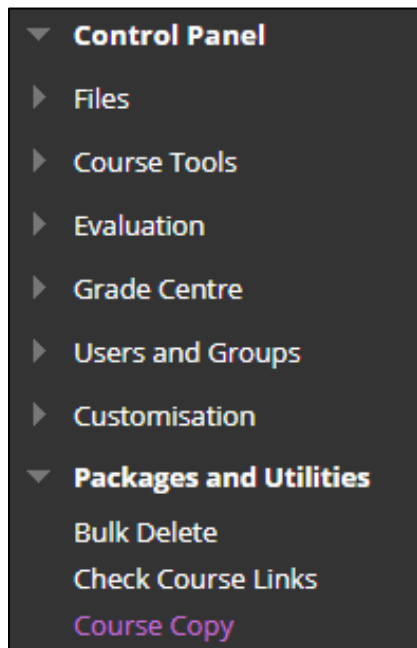 Control Panel
Files
Course Tools
Evaluation
Grade Centre
Users and Groups
Customisation
Packages and Utilities
Bulk Delete
Check Course Links
Course Copy